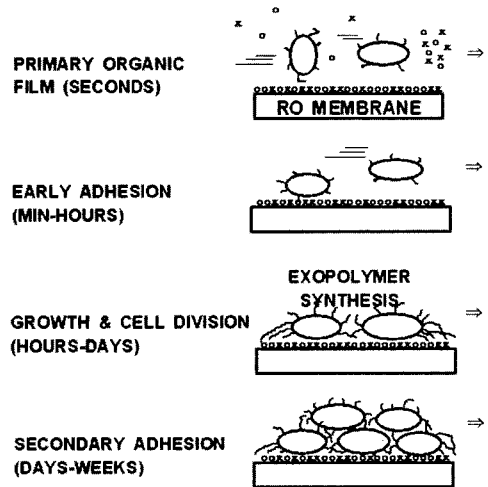 PRIMARY ORGANIC
FILM (SECONDS)
RO MEMBRANE
EARLY ADHESION
(MIN-HOURS)
EXOPOLYMER
SYNTHESIS
GROWTH & CELL DIVISION
(HOURS-DAYS)
SECONDARY ADHESION
(DAYS-WEEKS)